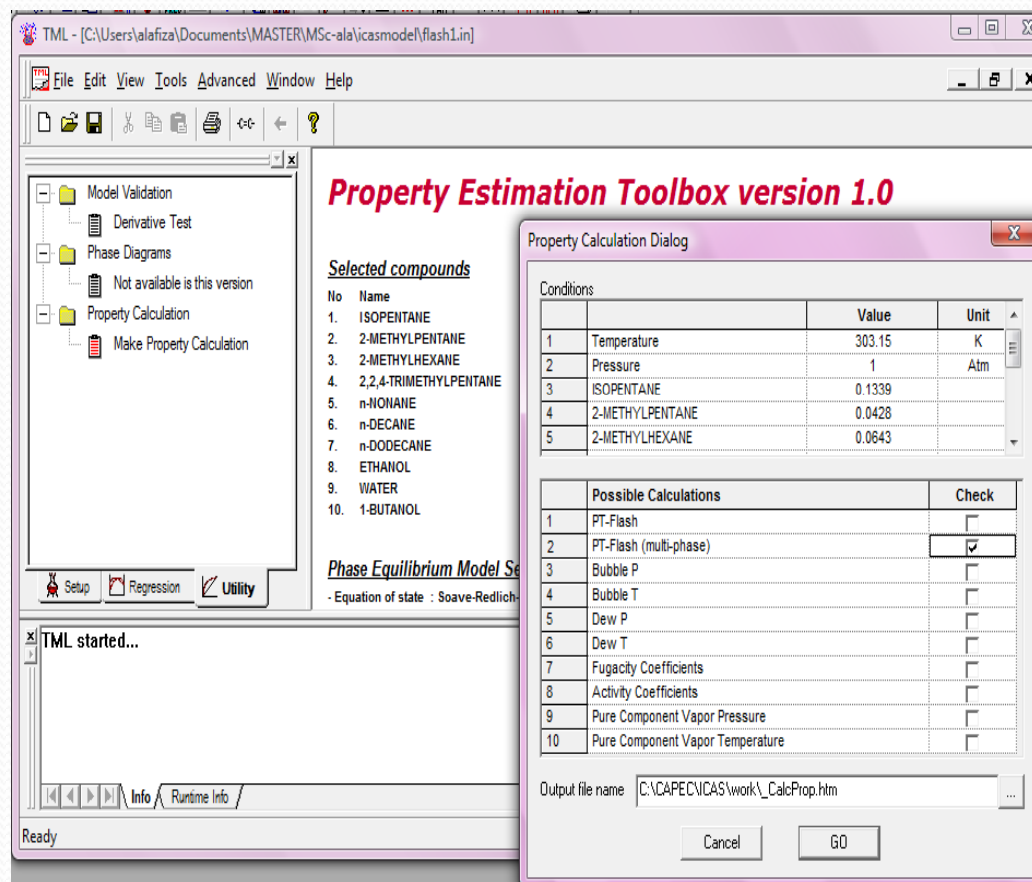 TML - [C:\Users\alafiza\Documents\MASTER\MSc-ala\icasmodel\flash1.in]
File Edit View Tools Advanced Window Help
Model Validation
Derivative Test
Phase Diagrams
Not available is this version
Property Calculation
Make Property Calculation
Setup Regression Utility
Property Estimation Toolbox version 1.0
Selected compounds
No Name
1. ISOPENTANE
2. 2-METHYLPENTANE
3. 2-METHYLHEXANE
4. 2,2,4-TRIMETHYLPENTANE
5. n-NONANE
6. n-DECANE
7. n-DODECANE
8. ETHANOL
9. WATER
10. 1-BUTANOL
Phase Equilibrium Model Se
- Equation of state : Soave-Redlich-
TML started...
Info Runtime Info
Ready
Property Calculation Dialog
Conditions
Value Unit
1 Temperature 303.15 K
2 Pressure 1 Atm
3 ISOPENTANE 0.1339
4 2-METHYLPENTANE 0.0428
5 2-METHYLHEXANE 0.0643
Possible Calculations Check
1 PT-Flash
2 PT-Flash (multi-phase)
3 Bubble P
4 Bubble T
5 Dew P
6 Dew T
7 Fugacity Coefficients
8 Activity Coefficients
9 Pure Component Vapor Pressure
10 Pure Component Vapor Temperature
Output file name C:\CAPEC\ICAS\work\_CalcProp.htm ...
Cancel GO